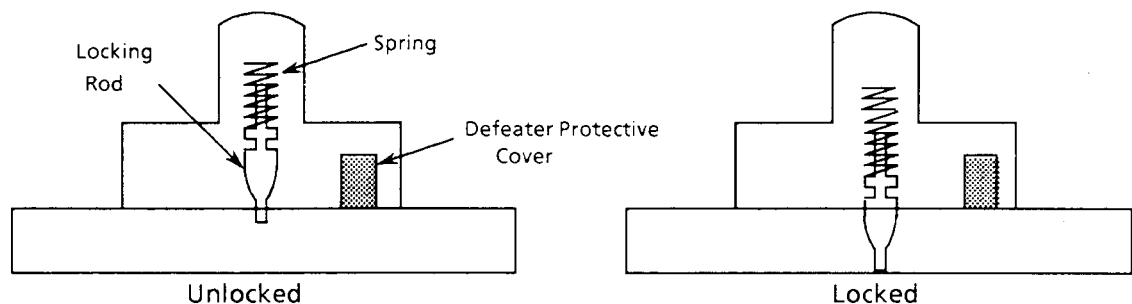 Spring
Locking
Rod
Defeater Protective
Cover
Unlocked
Locked